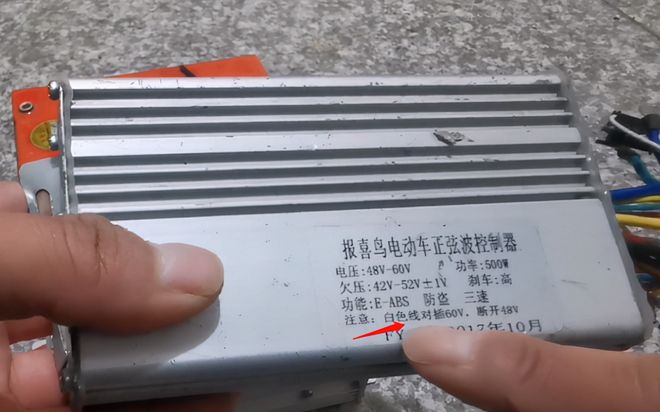 报喜鸟电动车正弦波控制器
电压:48V-60V 功率:500W
欠压:42V-52V±1V 刹车:高
功能:E-ABS 防盗 三速
注意:白色线对插60V,断开48V
FY 2017年10月